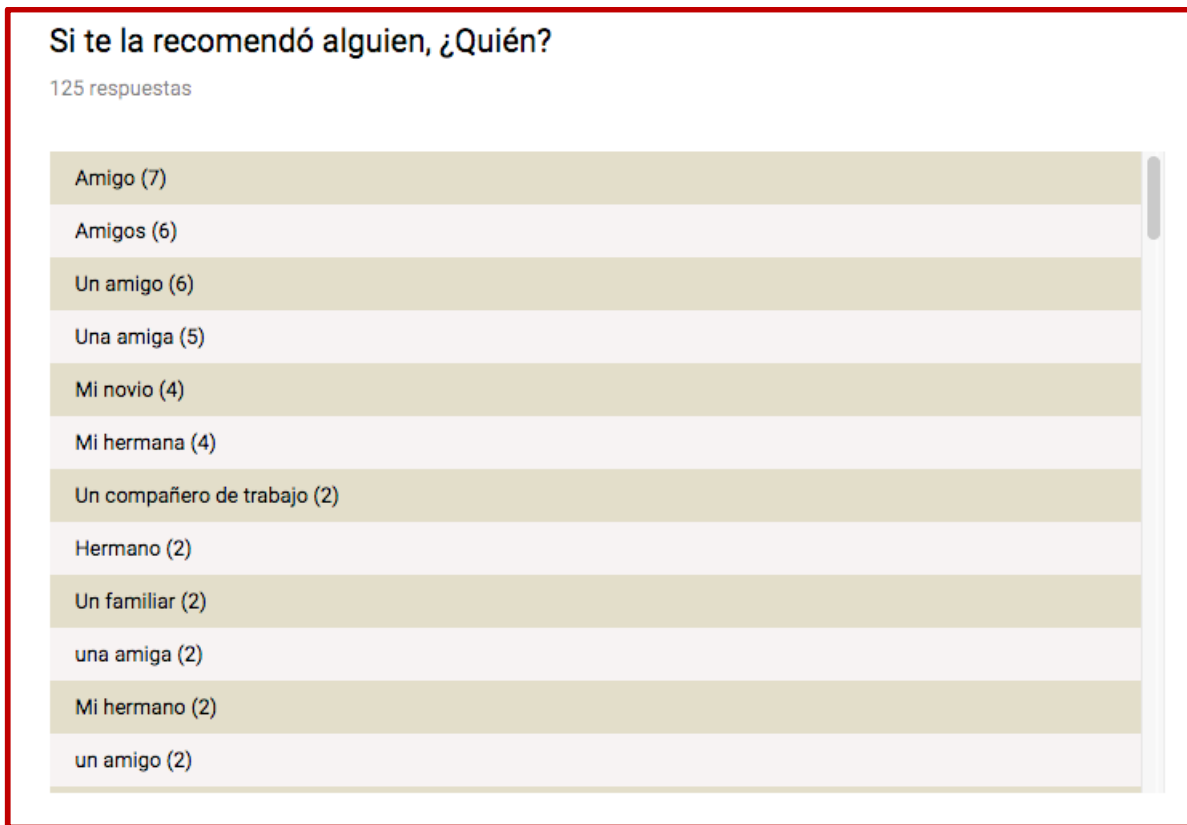 Si te la recomendó alguien, ¿Quién?
125 respuestas
Amigo (7)
Amigos (6)
Un amigo (6)
Una amiga (5)
Mi novio (4)
Mi hermana (4)
Un compañero de trabajo (2)
Hermano (2)
Un familiar (2)
una amiga (2)
Mi hermano (2)
un amigo (2)